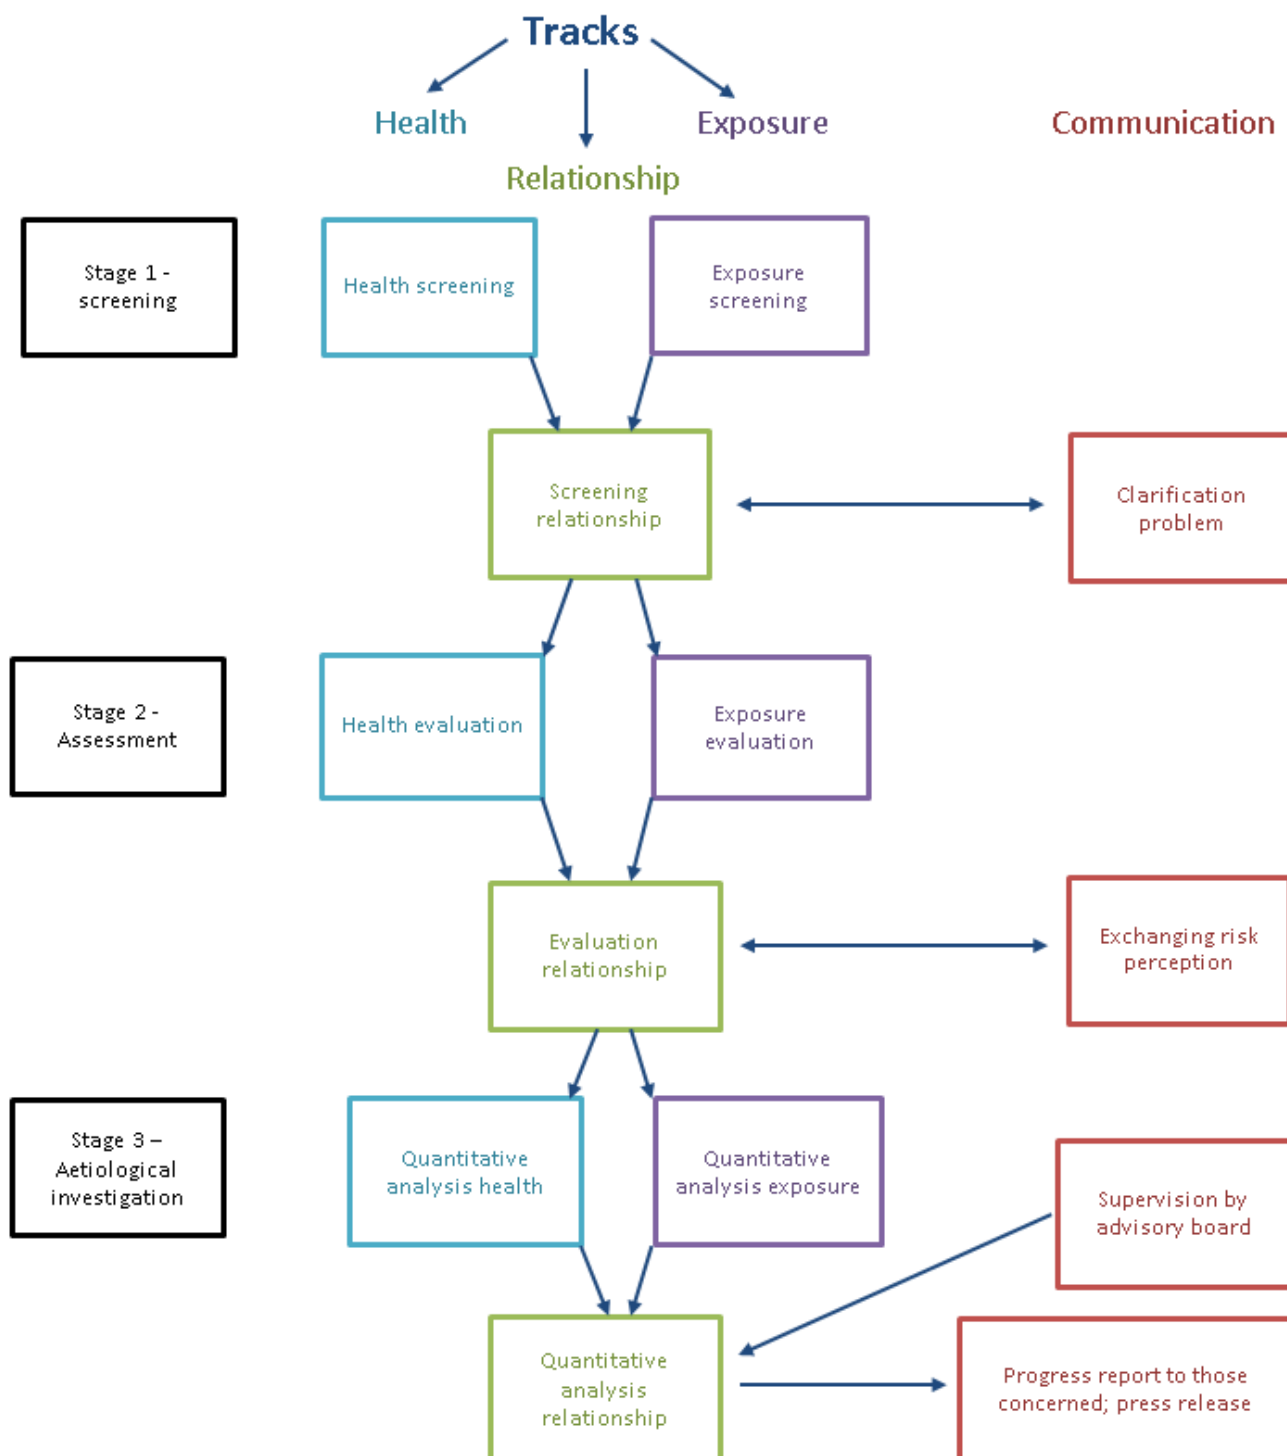 Tracks
Health
Exposure
Communication
Relationship
Stage 1 -
screening
Health screening
Exposure
screening
Screening
relationship
Clarification
problem
Stage 2 -
Assessment
Health evaluation
Exposure
evaluation
Evaluation
relationship
Exchanging risk
perception
Stage 3 –
Aetiological
investigation
Quantitative
analysis health
Quantitative
analysis exposure
Supervision by
advisory board
Quantitative
analysis
relationship
Progress report to those
concerned; press release